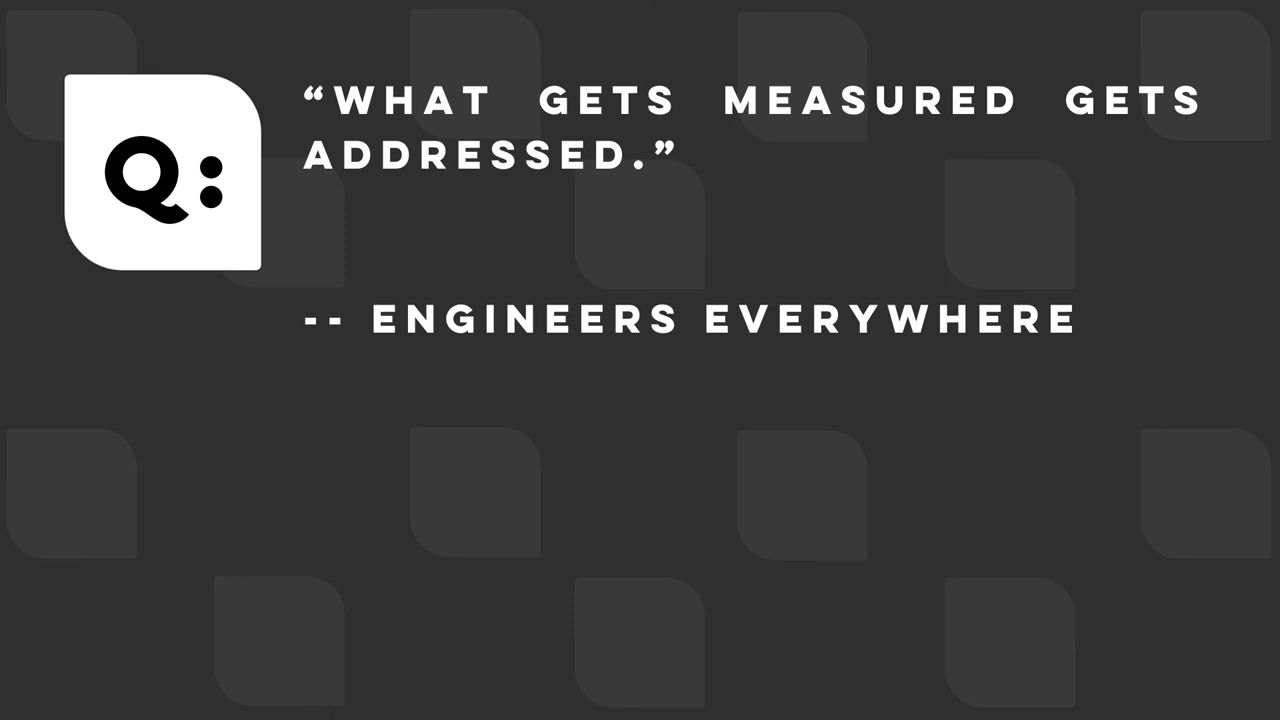 Q:
“WHAT GETS MEASURED GETS
ADDRESSED.”
-- ENGINEERS EVERYWHERE